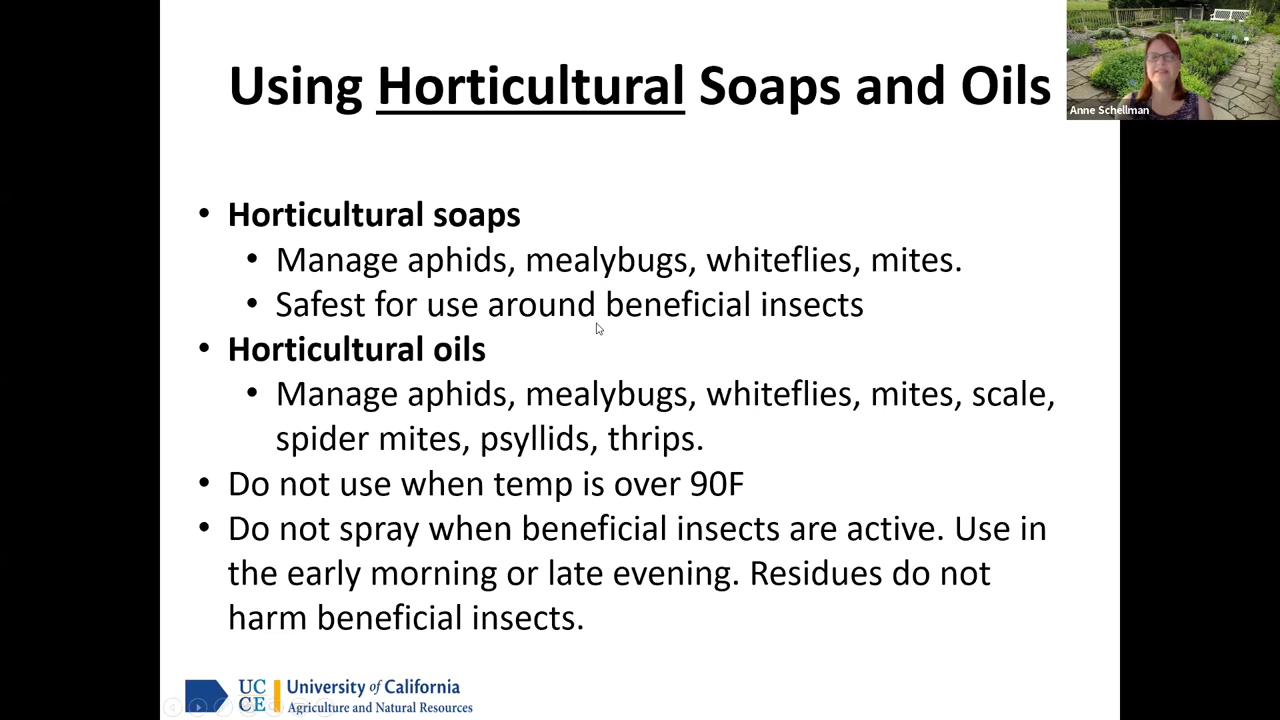 Using Horticultural Soaps and Oils
Anne Schellman
• Horticultural soaps
• Manage aphids, mealybugs, whiteflies, mites.
• Safest for use around beneficial insects
• Horticultural oils
• Manage aphids, mealybugs, whiteflies, mites, scale,
spider mites, psyllids, thrips.
• Do not use when temp is over 90F
• Do not spray when beneficial insects are active. Use in
the early morning or late evening. Residues do not
harm beneficial insects.
UC
CE
University of California
Agriculture and Natural Resources